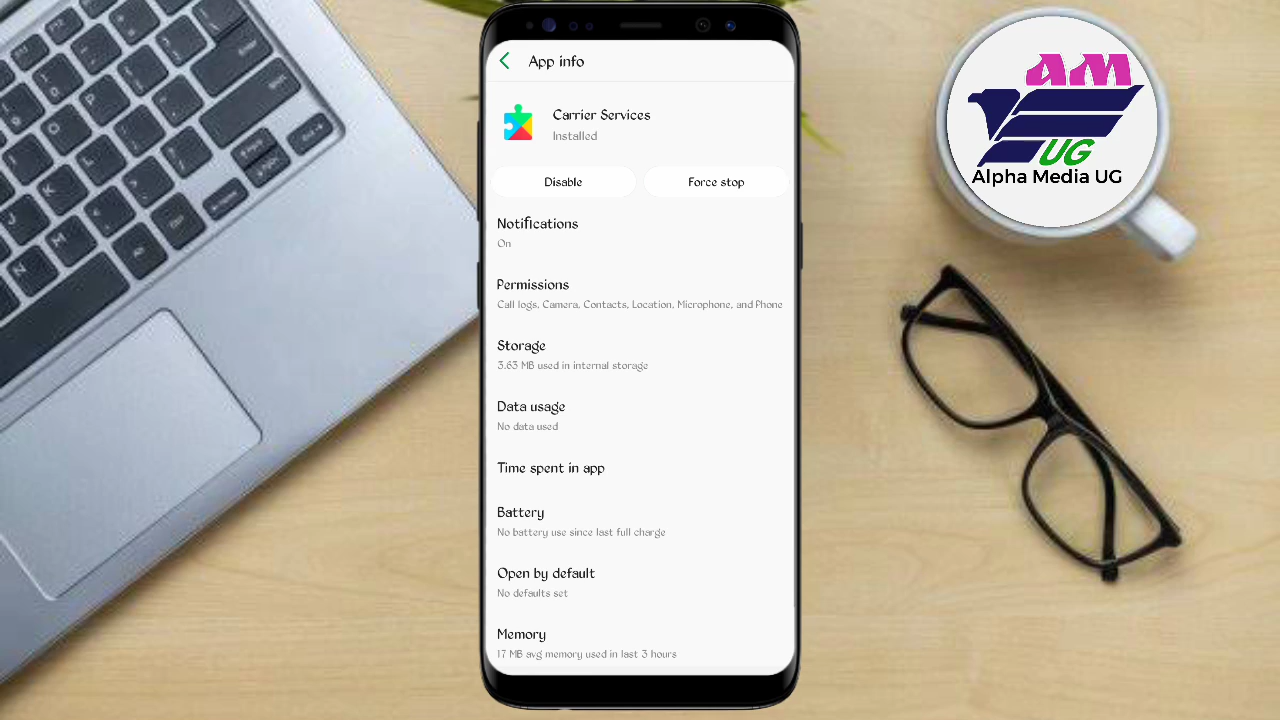 App info
Carrier Services
Installed
Disable
Force stop
Notifications
On
Permissions
Call logs, Camera, Contacts, Location, Microphone, and Phone
Storage
3.63 MB used in internal storage
Data usage
No data used
Time spent in app
Battery
No battery use since last full charge
Open by default
No defaults set
Memory
17 MB avg memory used in last 3 hours
AM
UG
Alpha Media UG